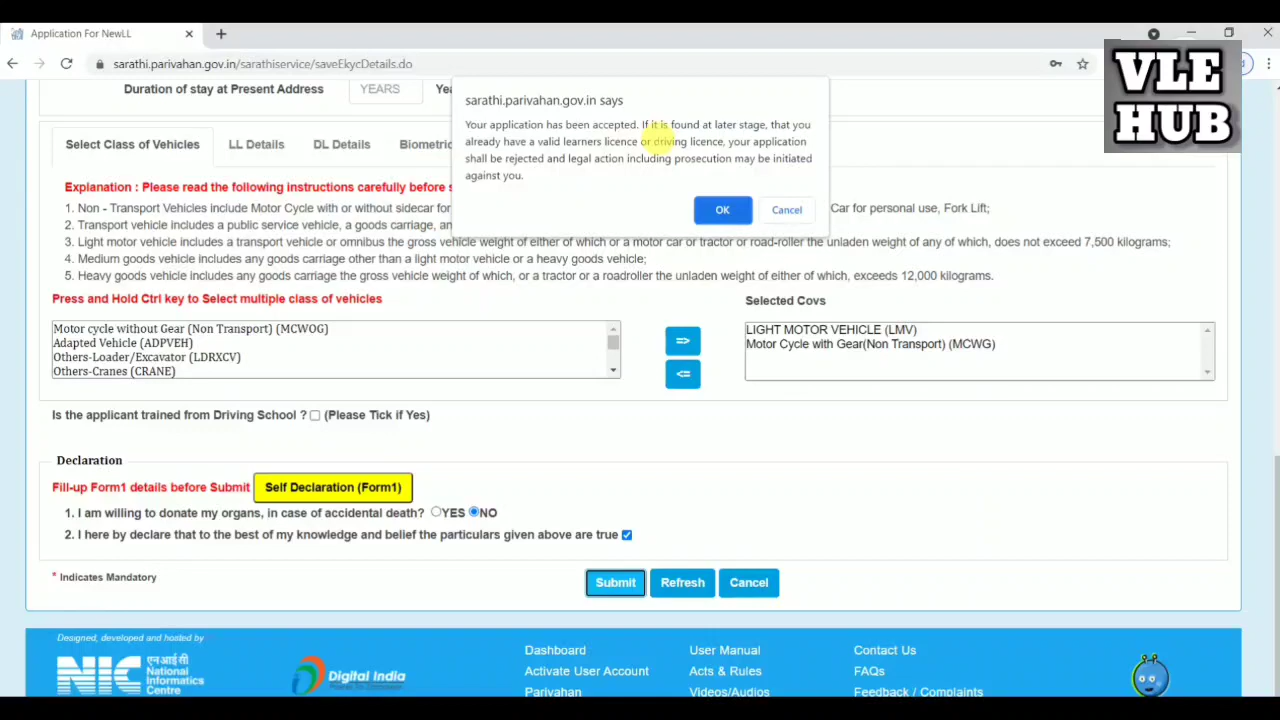 Application For NewLL
sarathi.parivahan.gov.in/sarathiservice/saveEkycDetails.do
VLE
HUB
Duration of stay at Present Address
YEARS
sarathi.parivahan.gov.in says
Your application has been accepted. If it is found at later stage, that you
already have a valid learners licence or driving licence, your application
shall be rejected and legal action including prosecution may be initiated
against you.
OK Cancel
Select Class of Vehicles LL Details DL Details Biometric
Explanation : Please read the following instructions carefully before
1. Non - Transport Vehicles include Motor Cycle with or without sidecar for Car for personal use, Fork Lift;
2. Transport vehicle includes a public service vehicle, a goods carriage,
3. Light motor vehicle includes a transport vehicle or omnibus the gross vehicle weight of either of which or a motor car or tractor or road-roller the unladen weight of any of which, does not exceed 7,500 kilograms;
4. Medium goods vehicle includes any goods carriage other than a light motor vehicle or a heavy goods vehicle;
5. Heavy goods vehicle includes any goods carriage the gross vehicle weight of which, or a tractor or a roadroller the unladen weight of either of which, exceeds 12,000 kilograms.
Press and Hold Ctrl key to Select multiple class of vehicles
Selected Covs
Motor cycle without Gear (Non Transport) (MCWOG)
Adapted Vehicle (ADPVEH)
Others-Loader/Excavator (LDRXCV)
Others-Cranes (CRANE)
=>
<=
LIGHT MOTOR VEHICLE (LMV)
Motor Cycle with Gear(Non Transport) (MCWG)
Is the applicant trained from Driving School ? (Please Tick if Yes)
Declaration
Fill-up Form1 details before Submit Self Declaration (Form1)
1. I am willing to donate my organs, in case of accidental death? YES NO
2. I here by declare that to the best of my knowledge and belief the particulars given above are true
* Indicates Mandatory
Submit Refresh Cancel
Designed, developed and hosted by
NIC
एन आई सी
National
Informatics
Centre
Digital India
Dashboard
Activate User Account
Parivahan
User Manual
Acts & Rules
Videos/Audios
Contact Us
FAQs
Feedback / Complaints